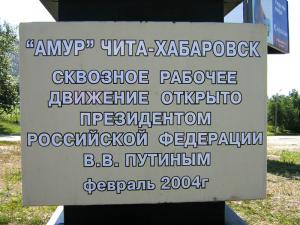 "АМУР" ЧИТА-ХАБАРОВСК
СКВОЗНОЕ РАБОЧЕЕ
ДВИЖЕНИЕ ОТКРЫТО
ПРЕЗИДЕНТОМ
РОССИЙСКОЙ ФЕДЕРАЦИИ
В.В. ПУТИНЫМ
февраль 2004г